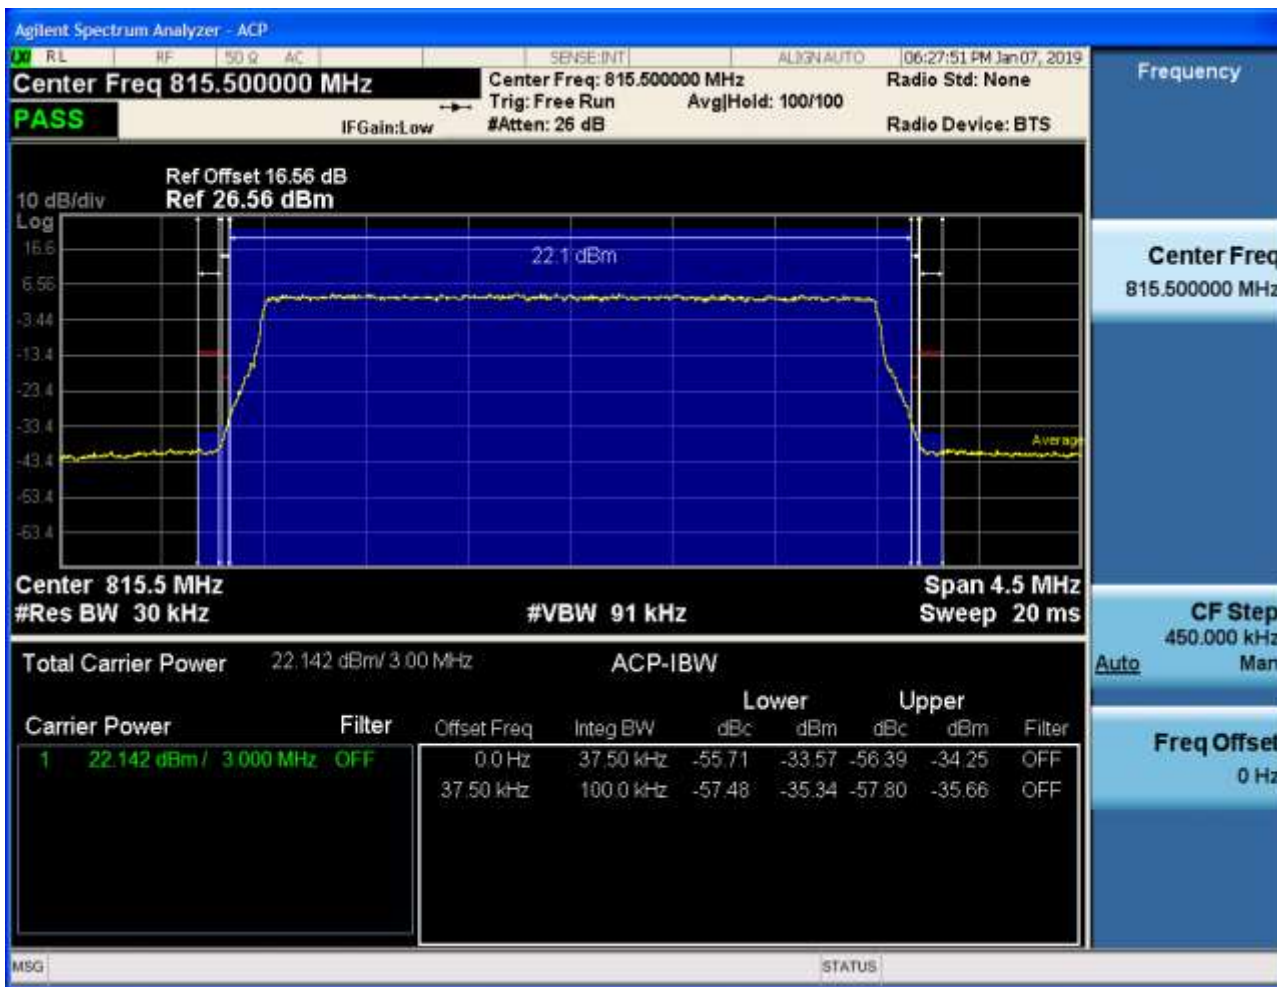 Agilent Spectrum Analyzer - ACP
RL RF 50 Ω AC SENSE:INT ALIGN AUTO 06:27:51 PM Jan 07, 2019
Center Freq 815.500000 MHz
Center Freq: 815.500000 MHz Radio Std: None
Trig: Free Run Avg|Hold: 100/100
PASS
IFGain:Low #Atten: 26 dB Radio Device: BTS
Ref Offset 16.56 dB
10 dB/div Ref 26.56 dBm
Log
16.6
22.1 dBm
6.56
-3.44
-13.4
-23.4
-33.4
Average
-43.4
-53.4
-63.4
Center 815.5 MHz Span 4.5 MHz
#Res BW 30 kHz #VBW 91 kHz Sweep 20 ms
Total Carrier Power 22.142 dBm/ 3.00 MHz ACP-IBW
Lower Upper
Carrier Power Filter Offset Freq Integ BW dBc dBm dBc dBm Filter
1 22.142 dBm / 3.000 MHz OFF 0.0 Hz 37.50 kHz -55.71 -33.57 -56.39 -34.25 OFF
37.50 kHz 100.0 kHz -57.48 -35.34 -57.80 -35.66 OFF
MSG STATUS
Frequency
Center Freq
815.500000 MHz
CF Step
450.000 kHz
Auto Man
Freq Offset
0 Hz